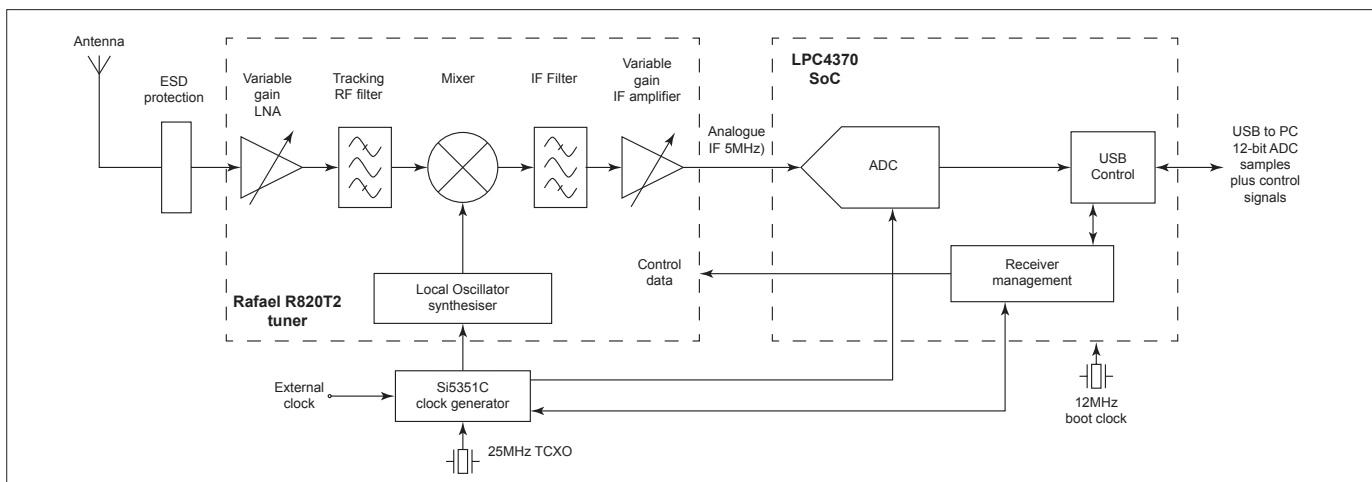 Antenna
ESD
protection
Variable
gain
LNA
Tracking
RF filter
Mixer
IF Filter
Variable
gain
IF amplifier
Analogue
IF 5MHz)
LPC4370
SoC
ADC
USB
Control
USB to PC
12-bit ADC
samples
plus control
signals
Control
data
Receiver
management
Local Oscillator
synthesiser
Rafael R820T2
tuner
External
clock
Si5351C
clock generator
25MHz TCXO
12MHz
boot clock